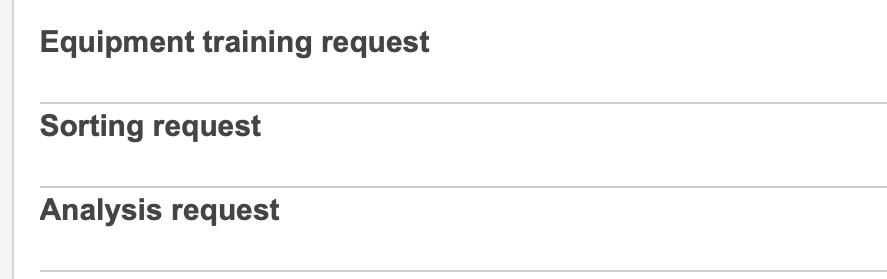 Equipment training request
Sorting request
Analysis request